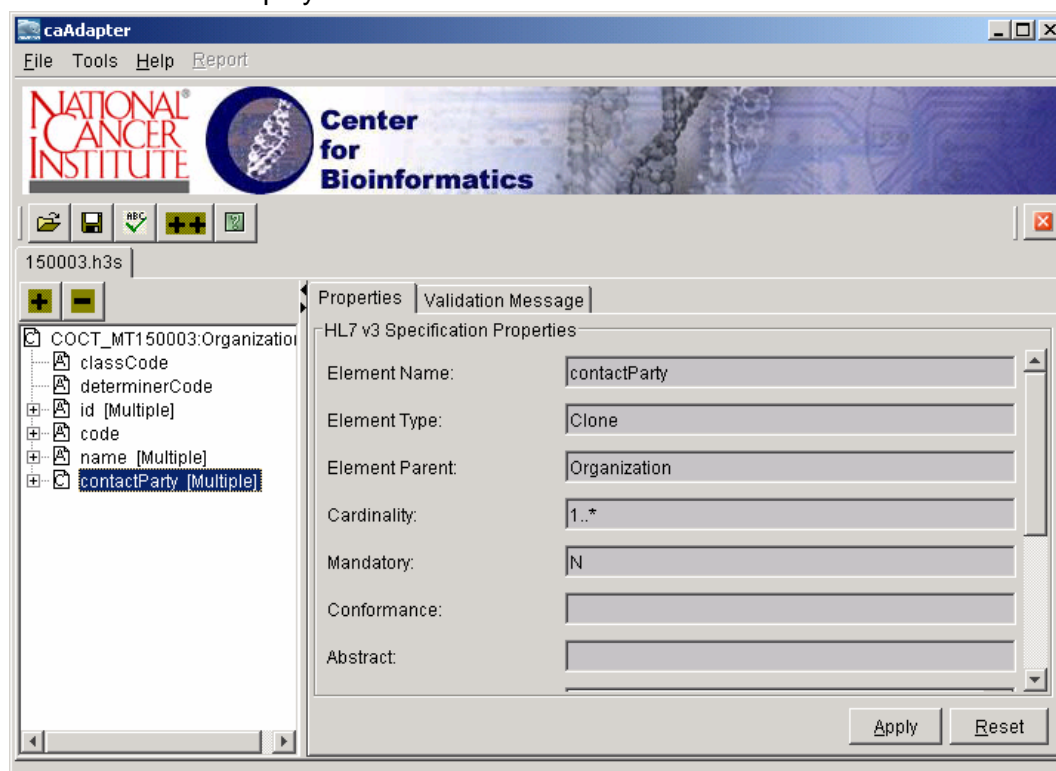 caAdapter
File Tools Help Report
NATIONAL®
CANCER
INSTITUTE
Center
for
Bioinformatics
ABC
150003.h3s
Properties Validation Message
COCT_MT150003:Organization
classCode
determinerCode
id [Multiple]
code
name [Multiple]
contactParty [Multiple]
HL7 v3 Specification Properties
Element Name: contactParty
Element Type: Clone
Element Parent: Organization
Cardinality: 1..*
Mandatory: N
Conformance:
Abstract:
Apply Reset